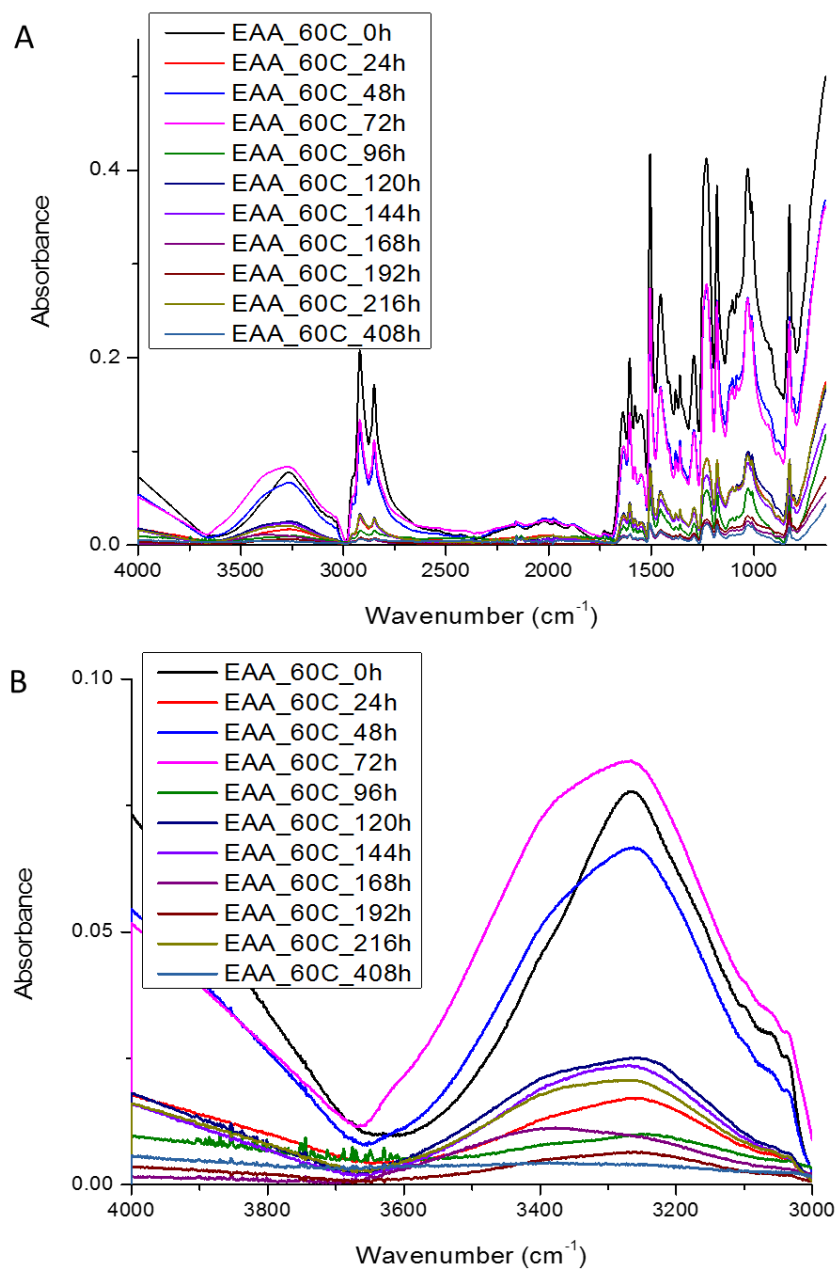 A
EAA_60C_0h
EAA_60C_24h
EAA_60C_48h
EAA_60C_72h
EAA_60C_96h
EAA_60C_120h
EAA_60C_144h
EAA_60C_168h
EAA_60C_192h
EAA_60C_216h
EAA_60C_408h
Absorbance
0.4
0.2
0.0
4000 3500 3000 2500 2000 1500 1000
Wavenumber (cm⁻¹)
B
EAA_60C_0h
EAA_60C_24h
EAA_60C_48h
EAA_60C_72h
EAA_60C_96h
EAA_60C_120h
EAA_60C_144h
EAA_60C_168h
EAA_60C_192h
EAA_60C_216h
EAA_60C_408h
Absorbance
0.10
0.05
0.00
4000 3800 3600 3400 3200 3000
Wavenumber (cm⁻¹)